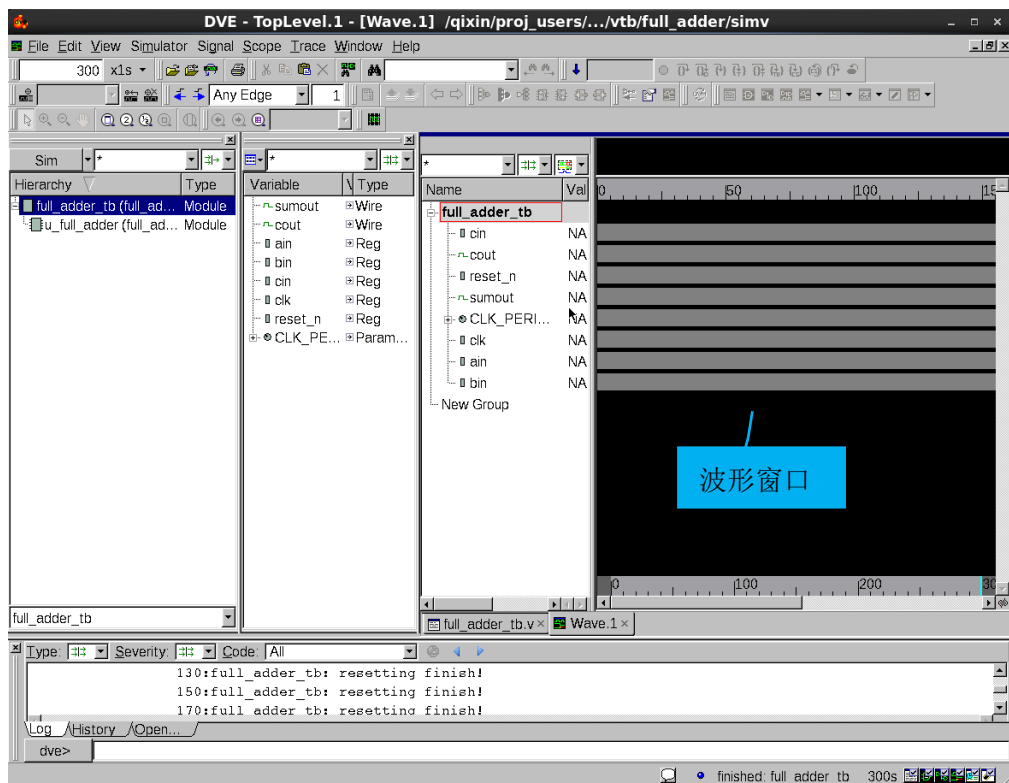 DVE - TopLevel.1 - [Wave.1] /qixin/proj_users/.../vtb/full_adder/simv
File Edit View Simulator Signal Scope Trace Window Help
300 x1s
Any Edge 1
Sim *
Hierarchy Type
full_adder_tb (full_ad... Module
u_full_adder (full_ad... Module
full_adder_tb
*
Variable Type
sumout Wire
cout Wire
ain Reg
bin Reg
cin Reg
clk Reg
reset_n Reg
CLK_PE... Param...
*
Name Val
full_adder_tb
cin NA
cout NA
reset_n NA
sumout NA
CLK_PERI... NA
clk NA
ain NA
bin NA
New Group
0 50 100 15
波形窗口
0 100 200 30
full_adder_tb.v Wave.1
Type: Severity: Code: All
130:full_adder_tb: resetting finish!
150:full_adder_tb: resetting finish!
170:full_adder_tb: resetting finish!
Log History Open...
dve>
finished: full_adder_tb 300s